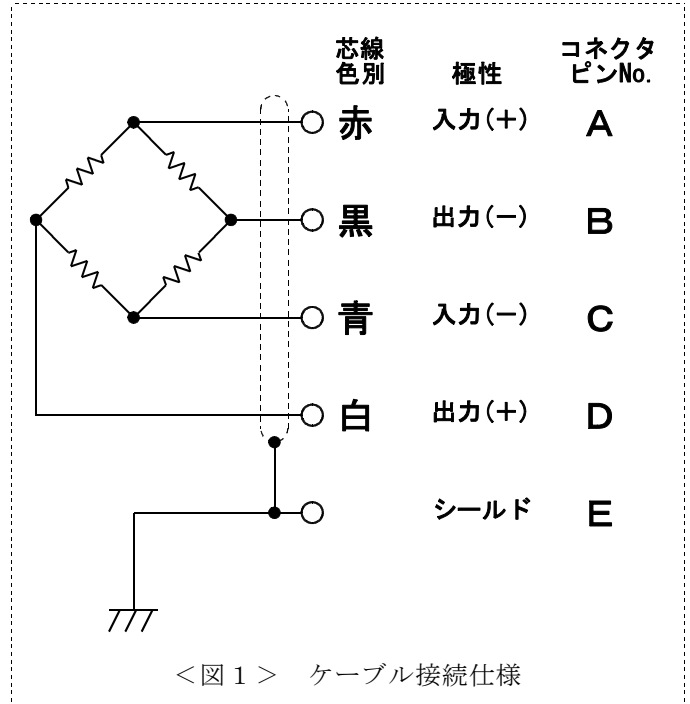 芯線
色別
極性
コネクタ
ピンNo.
赤 入力(＋) A
黒 出力(－) B
青 入力(－) C
白 出力(＋) D
シールド E
＜図１＞　ケーブル接続仕様